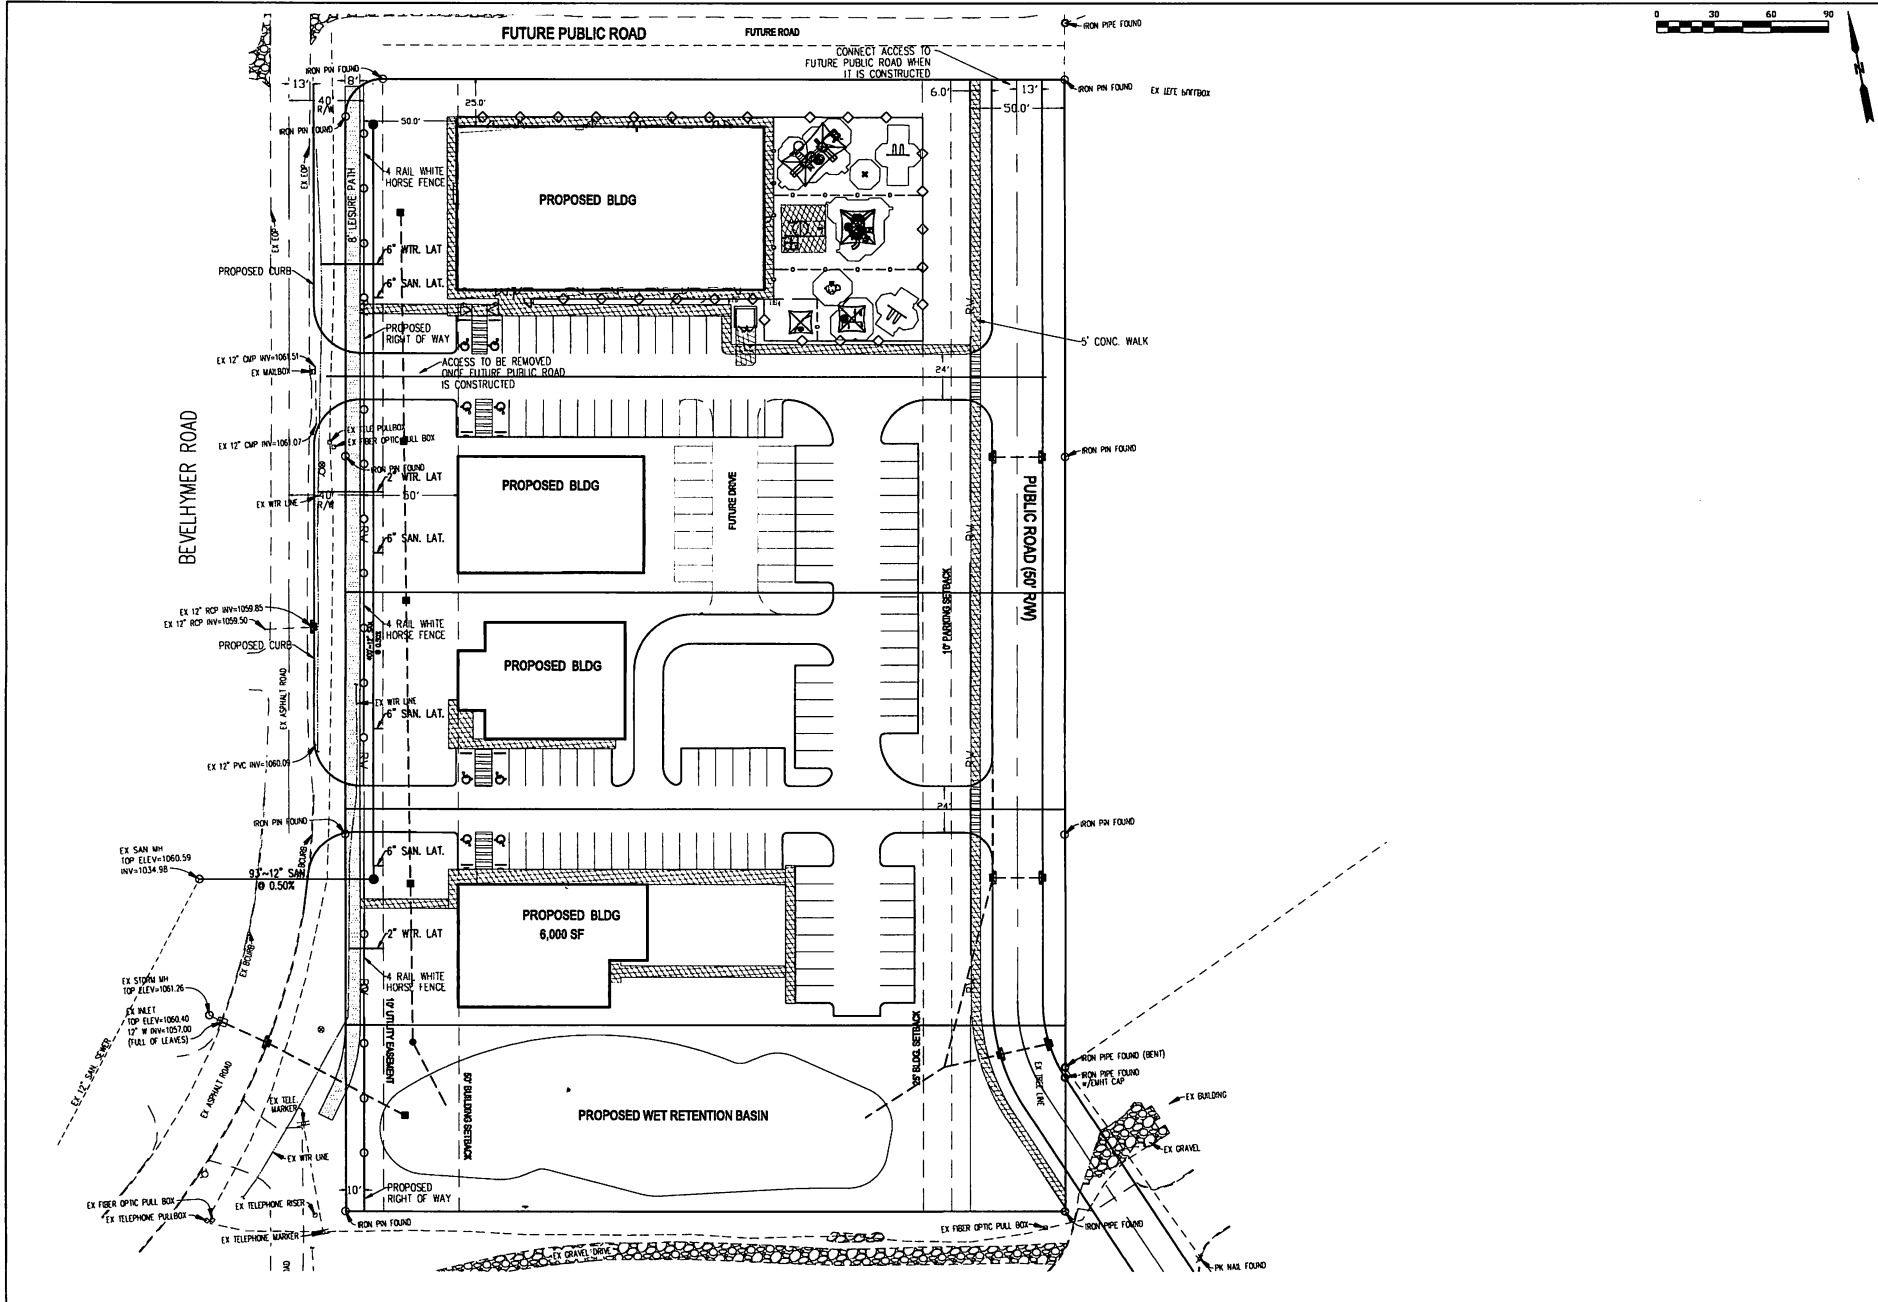 FUTURE PUBLIC ROAD
FUTURE ROAD
IRON PIPE FOUND
0 30 60 90
N
CONNECT ACCESS TO
FUTURE PUBLIC ROAD WHEN
IT IS CONSTRUCTED
IRON PIN FOUND
13'
8'
40'
R/W
25.0'
50.0'
6.0'
13'
50.0'
IRON PIN FOUND
IRON PIN FOUND
EX EOP
EX EOP
8' LEISURE PATH
4 RAIL WHITE
HORSE FENCE
PROPOSED BLDG
6" WTR. LAT
PROPOSED CURB
6" SAN. LAT.
PROPOSED
RIGHT OF WAY
5' CONC. WALK
EX 12" CMP INV=1061.51
EX MAILBOX
ACCESS TO BE REMOVED
ONCE FUTURE PUBLIC ROAD
IS CONSTRUCTED
24'
BEVELHYMER ROAD
EX TELE PULLBOX
EX FIBER OPTIC PULL BOX
EX 12" CMP INV=1061.07
IRON PIN FOUND
IRON PIN FOUND
2" WTR. LAT
EX WTR LINE
40'
R/W
50'
PROPOSED BLDG
FUTURE DRIVE
PUBLIC ROAD (50' R/W)
6" SAN. LAT.
10' PARKING SETBACK
EX 12" RCP INV=1059.85
EX 12" RCP INV=1059.50
4 RAIL WHITE
HORSE FENCE
PROPOSED CURB
PROPOSED BLDG
EX ASPHALT ROAD
EX WTR LINE
6" SAN. LAT.
EX 12" PVC INV=1060.09
24'
IRON PIN FOUND
IRON PIN FOUND
EX SAN MH
TOP ELEV=1060.59
INV=1034.98
93'~12" SAN
@ 0.50%
6" SAN. LAT.
PROPOSED BLDG
6,000 SF
2" WTR. LAT
EX BCURB
EX STORM MH
TOP ELEV=1061.26
4 RAIL WHITE
HORSE FENCE
EX INLET
TOP ELEV=1060.40
12" W INV=1057.00
(FULL OF LEAVES)
10' UTILITY EASEMENT
25' BLDG. SETBACK
EX 12" SAN. SEWER
EX ASPHALT ROAD
IRON PIPE FOUND (BENT)
IRON PIPE FOUND
W/EMHT CAP
EX TREE LINE
EX BUILDING
EX TELE.
MARKER
50' BUILDING SETBACK
PROPOSED WET RETENTION BASIN
EX GRAVEL
EX WTR LINE
10'
PROPOSED
RIGHT OF WAY
EX FIBER OPTIC PULL BOX
EX TELEPHONE RISER
EX TELEPHONE PULLBOX
IRON PIN FOUND
EX TELEPHONE MARKER
EX FIBER OPTIC PULL BOX
IRON PIPE FOUND
EX GRAVEL DRIVE
PK NAIL FOUND